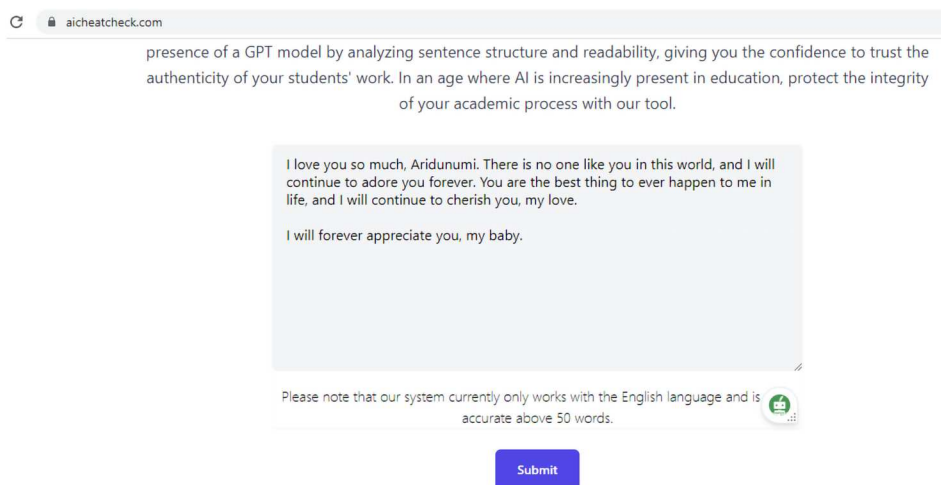 aicheatcheck.com
presence of a GPT model by analyzing sentence structure and readability, giving you the confidence to trust the
authenticity of your students' work. In an age where AI is increasingly present in education, protect the integrity
of your academic process with our tool.
I love you so much, Aridunumi. There is no one like you in this world, and I will
continue to adore you forever. You are the best thing to ever happen to me in
life, and I will continue to cherish you, my love.
I will forever appreciate you, my baby.
Please note that our system currently only works with the English language and is
accurate above 50 words.
Submit